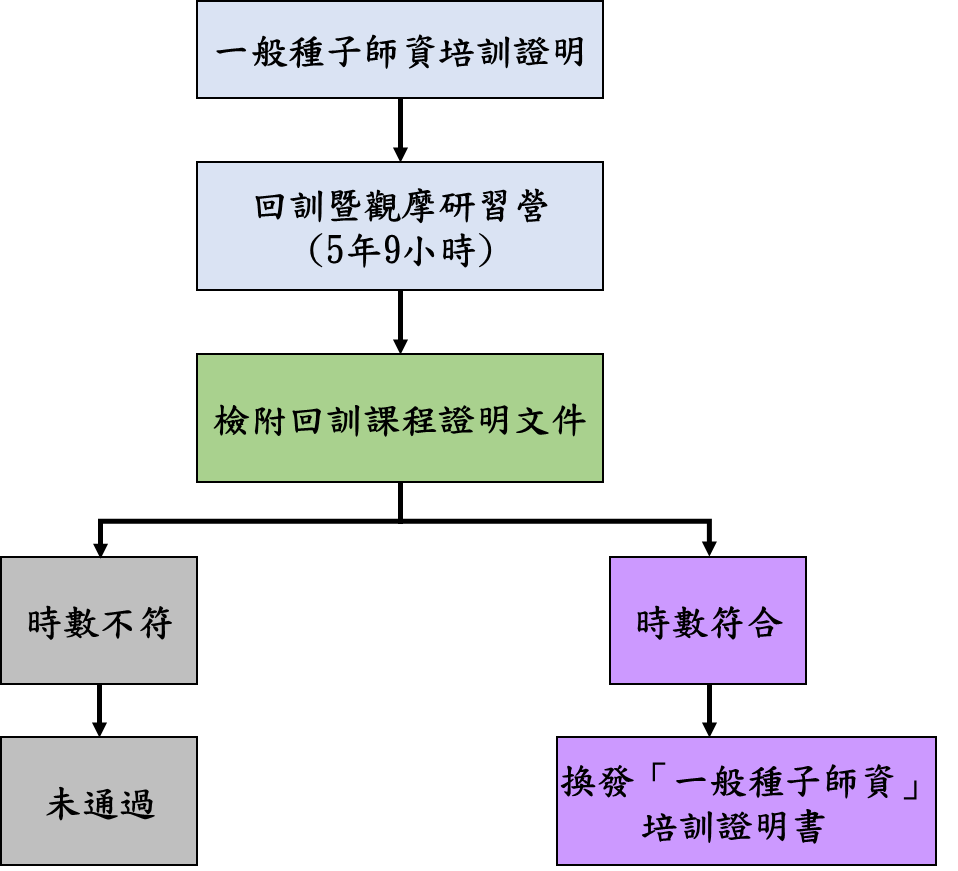 一般種子師資培訓證明
回訓暨觀摩研習營
(5年9小時)
檢附回訓課程證明文件
時數不符
時數符合
未通過
換發「一般種子師資」
培訓證明書